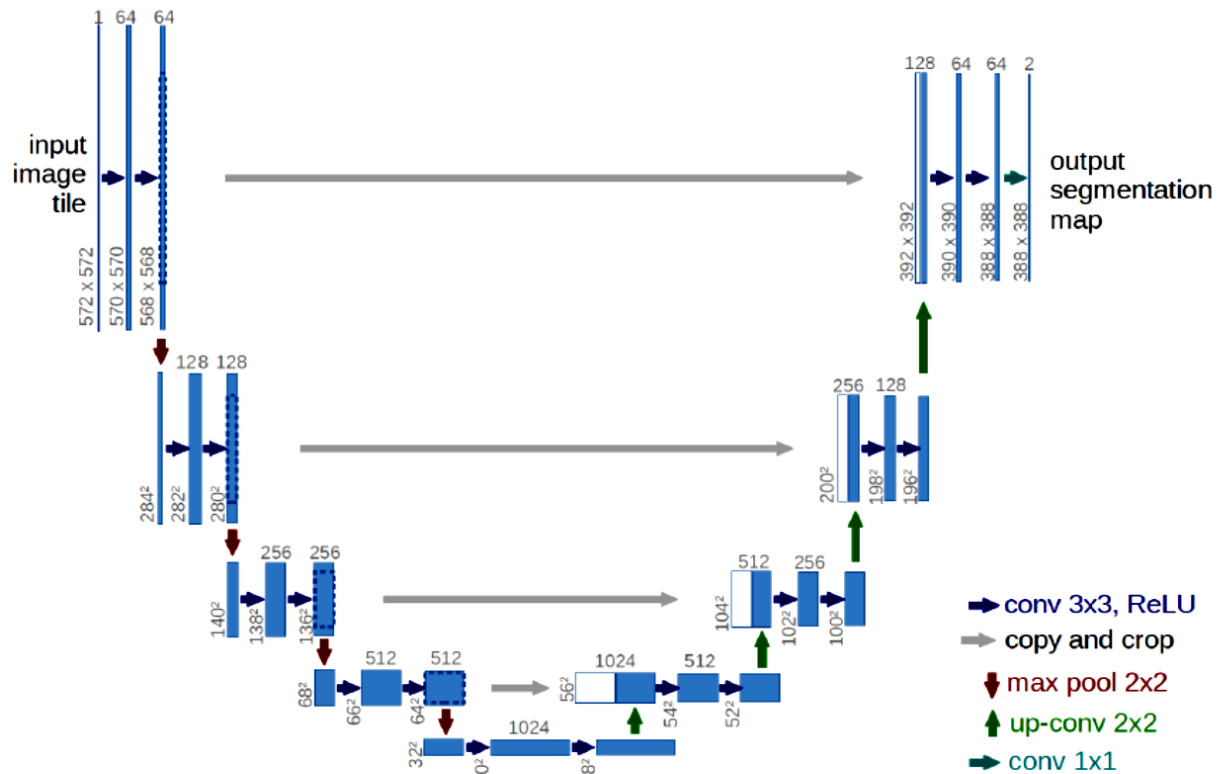 1 64 64
128 64 64 2
input
image
tile
output
segmentation
map
572 x 572
570 x 570
568 x 568
392 x 392
390 x 390
388 x 388
388 x 388
128 128
256 128
284²
282²
280²
200²
198²
196²
256 256
512 256
140²
138²
136²
104²
102²
100²
conv 3x3, ReLU
copy and crop
max pool 2x2
up-conv 2x2
conv 1x1
512 512
1024 512
68²
66²
64²
56²
54²
52²
1024
32²
0²
8²